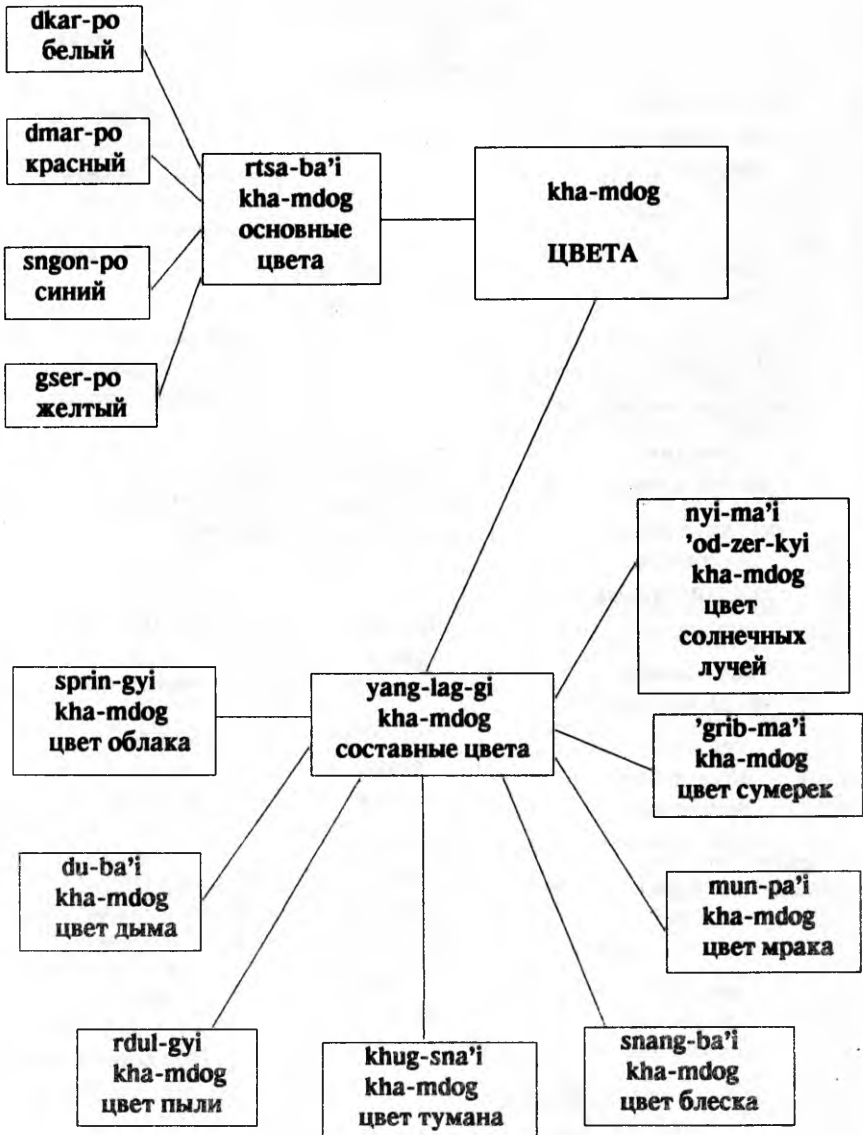 dkar-po
белый
dmar-po
красный
sngon-po
синий
gser-po
желтый
rtsa-ba'i
kha-mdog
основные
цвета
kha-mdog
ЦВЕТА
nyi-ma'i
'od-zer-kyi
kha-mdog
цвет
солнечных
лучей
sprin-gyi
kha-mdog
цвет облака
yang-lag-gi
kha-mdog
составные цвета
'grib-ma'i
kha-mdog
цвет сумерек
du-ba'i
kha-mdog
цвет дыма
mun-pa'i
kha-mdog
цвет мрака
rdul-gyi
kha-mdog
цвет пыли
khug-sna'i
kha-mdog
цвет тумана
snang-ba'i
kha-mdog
цвет блеска